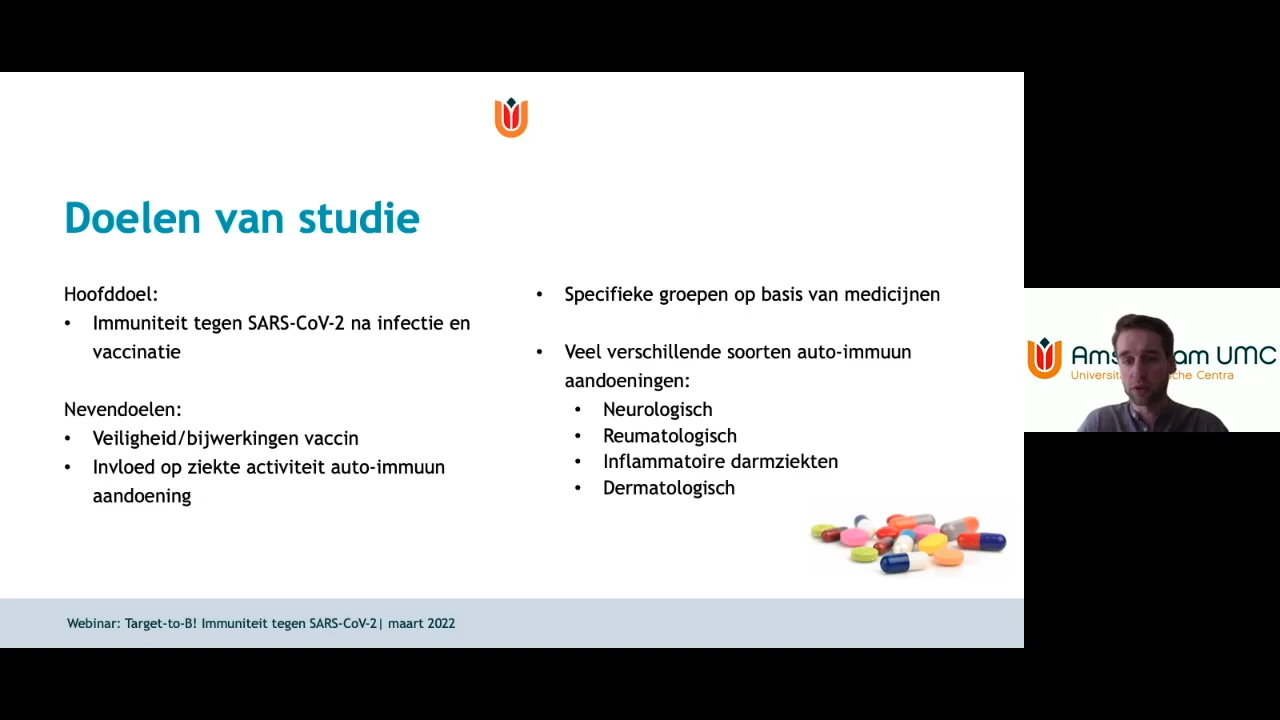 Doelen van studie
Hoofddoel:
• Immuniteit tegen SARS-CoV-2 na infectie en
vaccinatie
Nevendoelen:
• Veiligheid/bijwerkingen vaccin
• Invloed op ziekte activiteit auto-immuun
aandoening
• Specifieke groepen op basis van medicijnen
• Veel verschillende soorten auto-immuun
aandoeningen:
• Neurologisch
• Reumatologisch
• Inflammatoire darmziekten
• Dermatologisch
Webinar: Target-to-B! Immuniteit tegen SARS-CoV-2| maart 2022
UMC
Centra